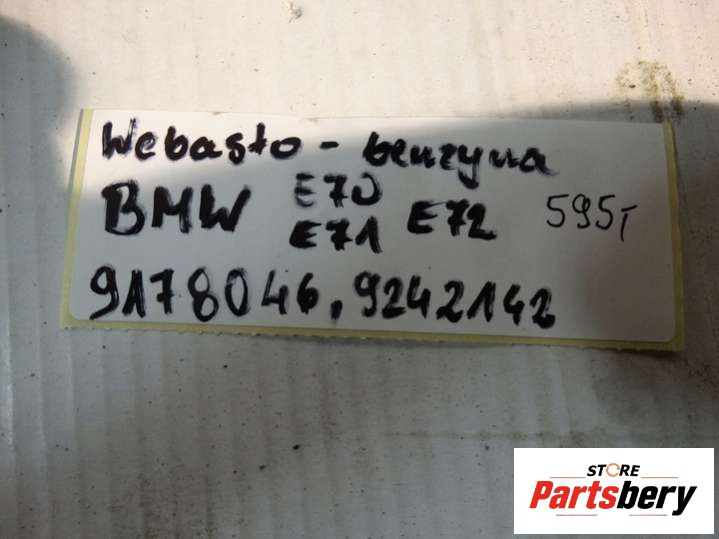 Webasto - benzyna
BMW E70 E71 E72 595T
9178046, 9242142
STORE
Partsbery